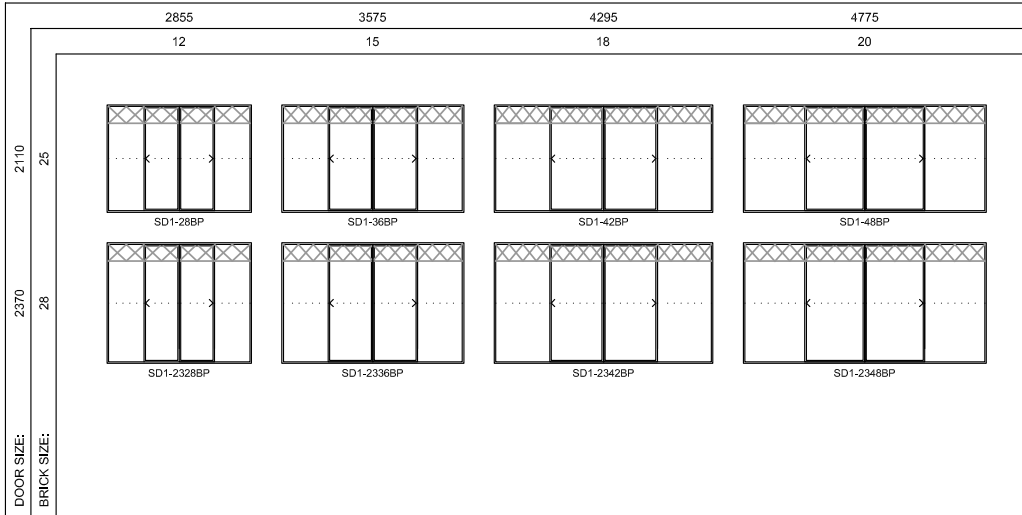 2855 3575 4295 4775
12 15 18 20
2110 25
SD1-28BP SD1-36BP SD1-42BP SD1-48BP
2370 28
SD1-2328BP SD1-2336BP SD1-2342BP SD1-2348BP
DOOR SIZE:
BRICK SIZE: